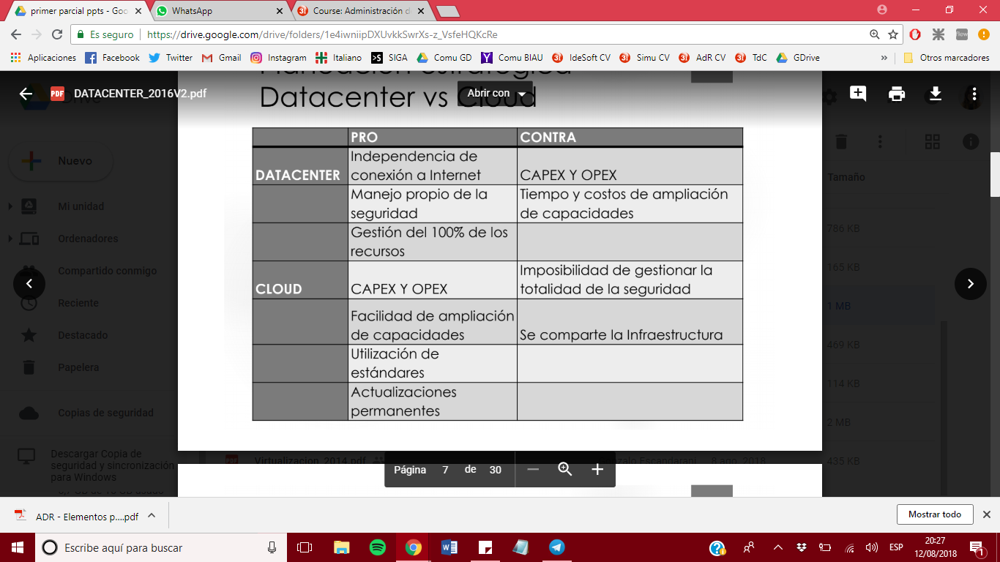 primer parcial ppts - Goo
WhatsApp
Course: Administración d
Es seguro
https://drive.google.com/drive/folders/1e4iwniipDXUvkkSwrXs-z_VsfeHQKcRe
Aplicaciones
Facebook
Twitter
Gmail
Instagram
Italiano
SIGA
Comu GD
Comu BIAU
IdeSoft CV
Simu CV
AdR CV
TdC
GDrive
Otros marcadores
Planeación estratégica
DATACENTER_2016V2.pdf
Abrir con
Datacenter vs Cloud
PRO CONTRA
Independencia de
DATACENTER conexión a Internet CAPEX Y OPEX
Manejo propio de la Tiempo y costos de ampliación
seguridad de capacidades
Gestión del 100% de los
recursos
Imposibilidad de gestionar la
CLOUD CAPEX Y OPEX totalidad de la seguridad
Facilidad de ampliación
de capacidades Se comparte la Infraestructura
Utilización de
estándares
Actualizaciones
permanentes
Nuevo
Mi unidad
Ordenadores
Compartido conmigo
Reciente
Destacado
Papelera
Copias de seguridad
Descargar Copia de
seguridad y sincronización
para Windows
Tamaño
786 KB
165 KB
1 MB
469 KB
114 KB
2 MB
435 KB
Virtualizacion_2014.pdf
Escandarani
8 ago. 2018
Página 7 de 30
ADR - Elementos p....pdf
Mostrar todo
Escribe aquí para buscar
ESP
20:27
12/08/2018